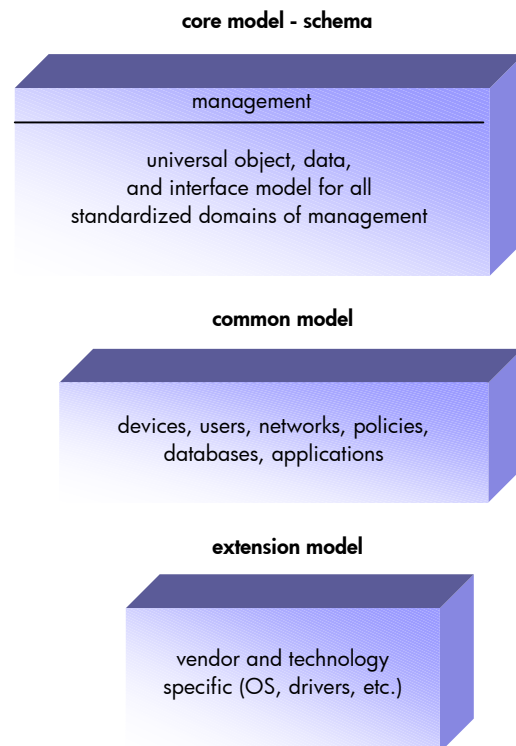 core model - schema
management
universal object, data,
and interface model for all
standardized domains of management
common model
devices, users, networks, policies,
databases, applications
extension model
vendor and technology
specific (OS, drivers, etc.)